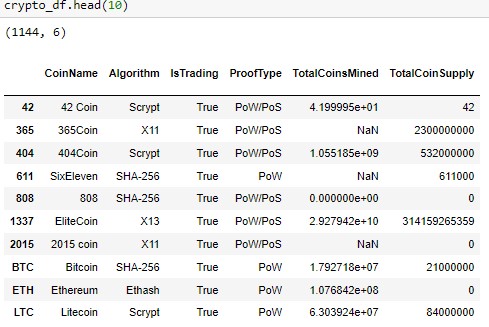 crypto_df.head(10)
(1144, 6)
CoinName Algorithm IsTrading ProofType TotalCoinsMined TotalCoinSupply
42 42 Coin Scrypt True PoW/PoS 4.199995e+01 42
365 365Coin X11 True PoW/PoS NaN 2300000000
404 404Coin Scrypt True PoW/PoS 1.055185e+09 532000000
611 SixEleven SHA-256 True PoW NaN 611000
808 808 SHA-256 True PoW/PoS 0.000000e+00 0
1337 EliteCoin X13 True PoW/PoS 2.927942e+10 314159265359
2015 2015 coin X11 True PoW/PoS NaN 0
BTC Bitcoin SHA-256 True PoW 1.792718e+07 21000000
ETH Ethereum Ethash True PoW 1.076842e+08 0
LTC Litecoin Scrypt True PoW 6.303924e+07 84000000